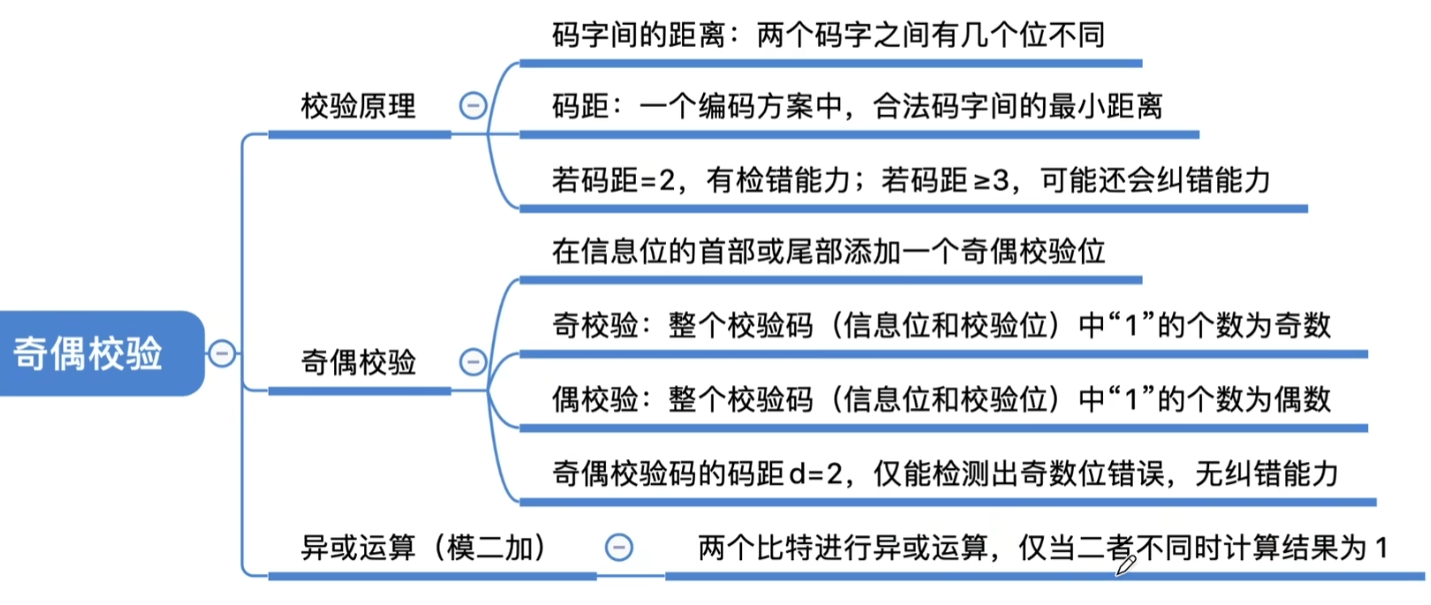 奇偶校验
校验原理
码字间的距离：两个码字之间有几个位不同
码距：一个编码方案中，合法码字间的最小距离
若码距=2，有检错能力；若码距≥3，可能还会纠错能力
奇偶校验
在信息位的首部或尾部添加一个奇偶校验位
奇校验：整个校验码（信息位和校验位）中“1”的个数为奇数
偶校验：整个校验码（信息位和校验位）中“1”的个数为偶数
奇偶校验码的码距d=2，仅能检测出奇数位错误，无纠错能力
异或运算（模二加）
两个比特进行异或运算，仅当二者不同时计算结果为1